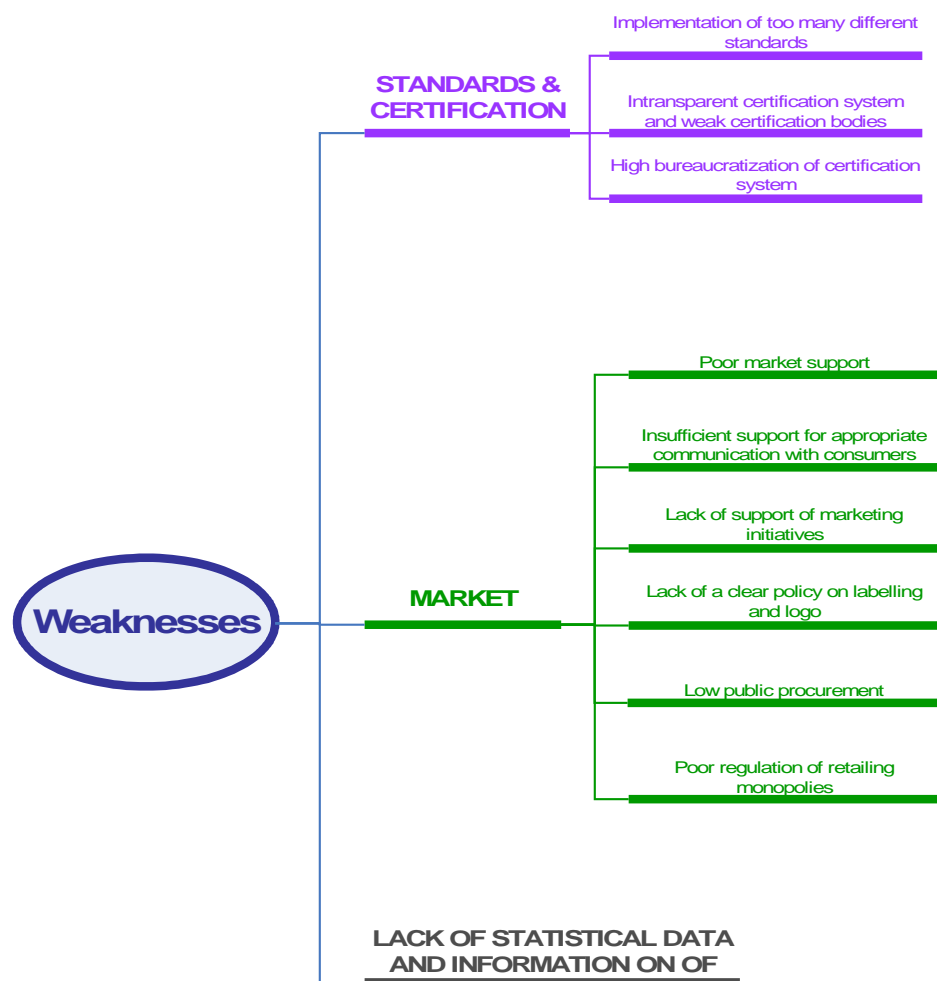 Implementation of too many different
standards
STANDARDS &
CERTIFICATION
Intransparent certification system
and weak certification bodies
High bureaucratization of certification
system
Poor market support
Insufficient support for appropriate
communication with consumers
Lack of support of marketing
initiatives
Weaknesses
MARKET
Lack of a clear policy on labelling
and logo
Low public procurement
Poor regulation of retailing
monopolies
LACK OF STATISTICAL DATA
AND INFORMATION ON OF